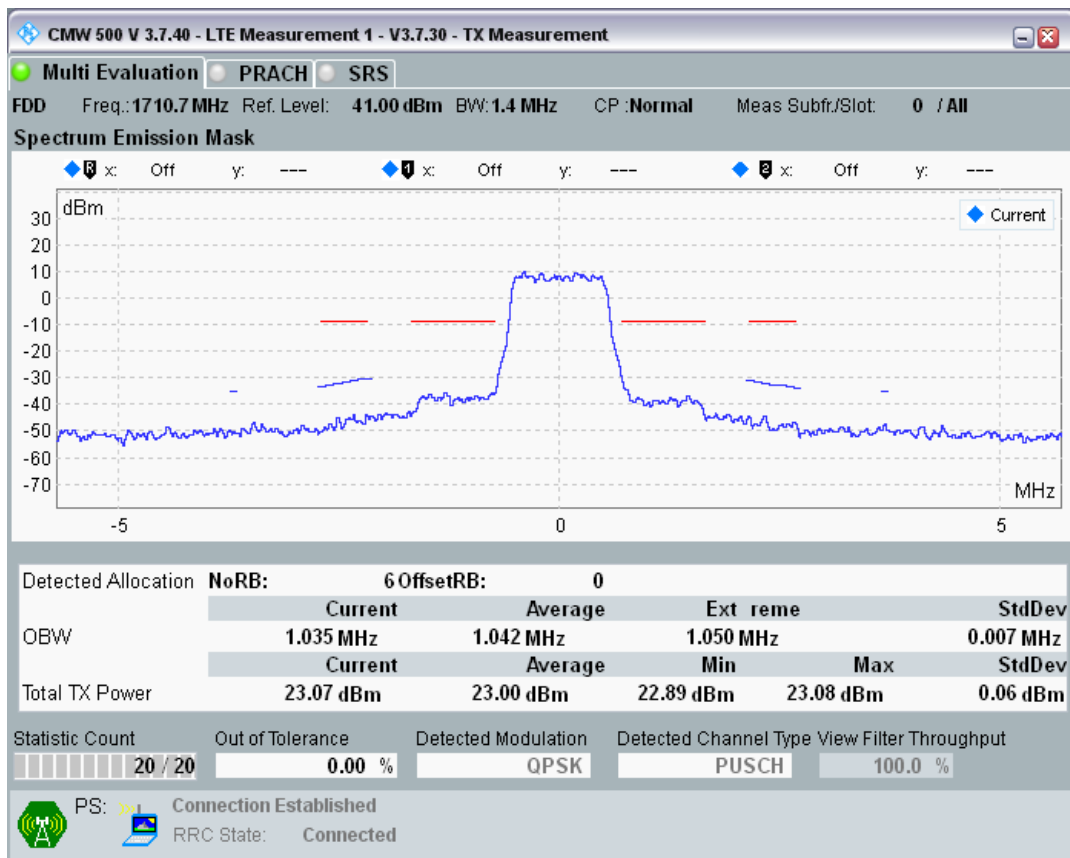 CMW 500 V 3.7.40 - LTE Measurement 1 - V3.7.30 - TX Measurement
Multi Evaluation PRACH SRS
FDD Freq.: 1710.7 MHz Ref. Level: 41.00 dBm BW: 1.4 MHz CP :Normal Meas Subfr./Slot: 0 / All
Spectrum Emission Mask
R x: Off y: --- 1 x: Off y: --- 2 x: Off y: ---
dBm
Current
30
20
10
0
-10
-20
-30
-40
-50
-60
-70
MHz
-5 0 5
Detected Allocation NoRB: 6 OffsetRB: 0
Current Average Ext reme StdDev
OBW 1.035 MHz 1.042 MHz 1.050 MHz 0.007 MHz
Current Average Min Max StdDev
Total TX Power 23.07 dBm 23.00 dBm 22.89 dBm 23.08 dBm 0.06 dBm
Statistic Count Out of Tolerance Detected Modulation Detected Channel Type View Filter Throughput
20 / 20 0.00 % QPSK PUSCH 100.0 %
PS: Connection Established
RRC State: Connected